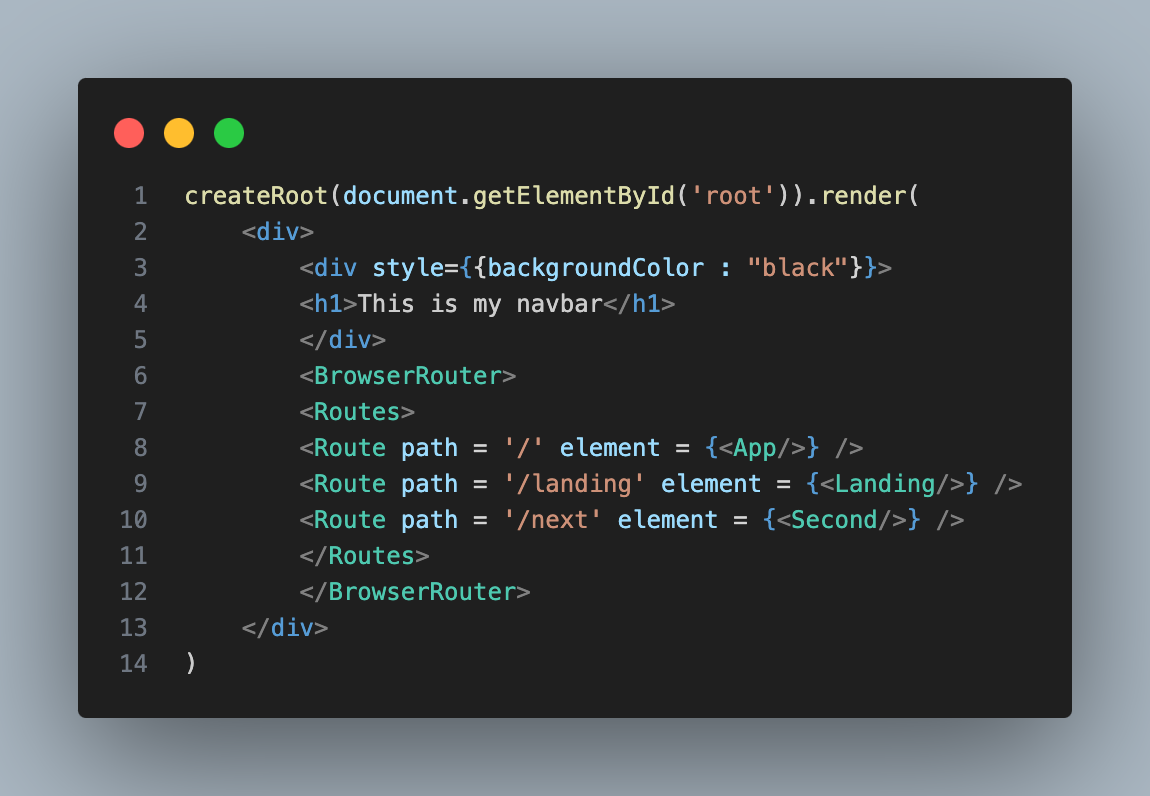 1 createRoot(document.getElementById('root')).render(
2     <div>
3         <div style={{backgroundColor : "black"}}>
4         <h1>This is my navbar</h1>
5         </div>
6         <BrowserRouter>
7         <Routes>
8         <Route path = '/' element = {<App/>} />
9         <Route path = '/landing' element = {<Landing/>} />
10         <Route path = '/next' element = {<Second/>} />
11         </Routes>
12         </BrowserRouter>
13     </div>
14 )